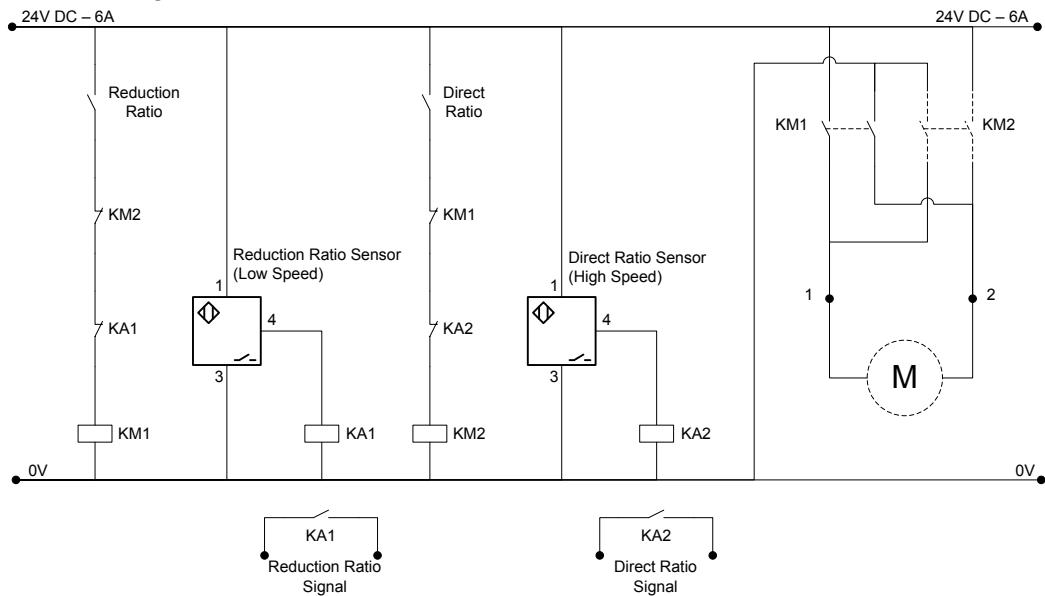 24V DC – 6A
24V DC – 6A
Reduction
Ratio
Direct
Ratio
KM1
KM2
KM2
KM1
Reduction Ratio Sensor
(Low Speed)
Direct Ratio Sensor
(High Speed)
1
1
1
2
KA1
4
KA2
4
3
3
M
KM1
KA1
KM2
KA2
0V
0V
KA1
KA2
Reduction Ratio
Signal
Direct Ratio
Signal